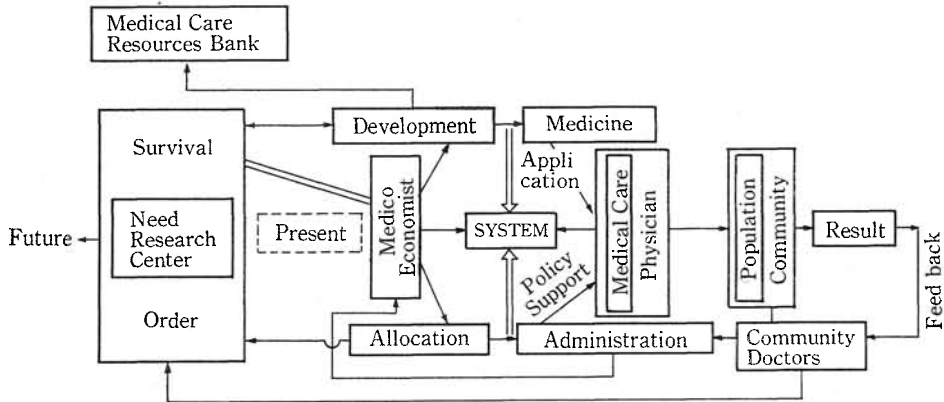 Medical Care
Resources Bank
Development
Medicine
Survival
Appli
cation
Need
Research
Center
Future
Present
Medico
Economist
SYSTEM
Medical Care
Physician
Population
Community
Result
Feed back
Policy
Support
Order
Allocation
Administration
Community
Doctors